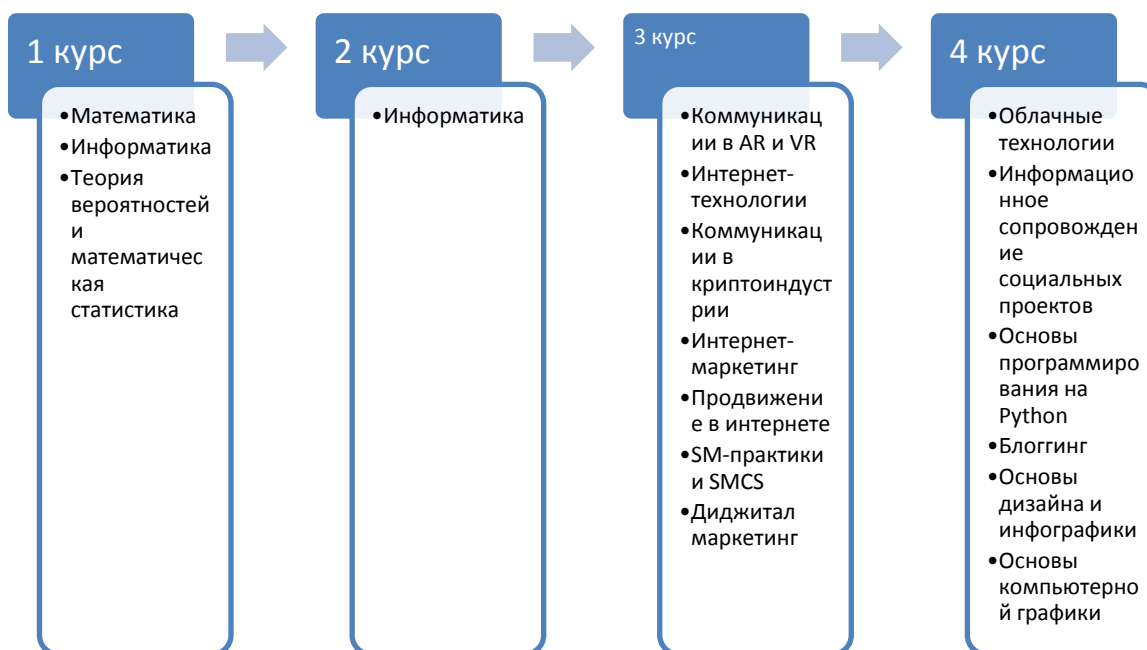 1 курс
•Математика
•Информатика
•Теория
вероятностей
и
математичес
кая
статистика
2 курс
•Информатика
3 курс
•Коммуникац
ии в AR и VR
•Интернет-
технологии
•Коммуникац
ии в
криптоиндуст
рии
•Интернет-
маркетинг
•Продвижени
е в интернете
•SM-практики
и SMCS
•Диджитал
маркетинг
4 курс
•Облачные
технологии
•Информацио
нное
сопровожден
ие
социальных
проектов
•Основы
программиро
вания на
Python
•Блоггинг
•Основы
дизайна и
инфографики
•Основы
компьютерно
й графики